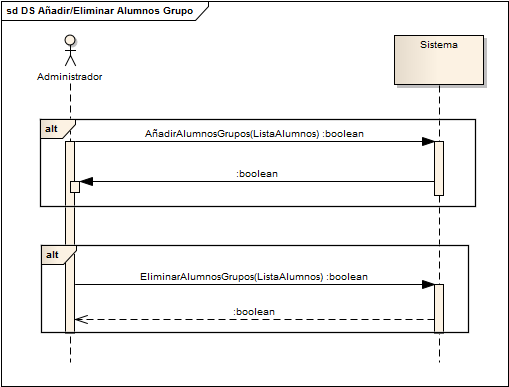 sd DS Añadir/Eliminar Alumnos Grupo
Administrador
Sistema
alt
AñadirAlumnosGrupos(ListaAlumnos) :boolean
:boolean
alt
EliminarAlumnosGrupos(ListaAlumnos) :boolean
:boolean